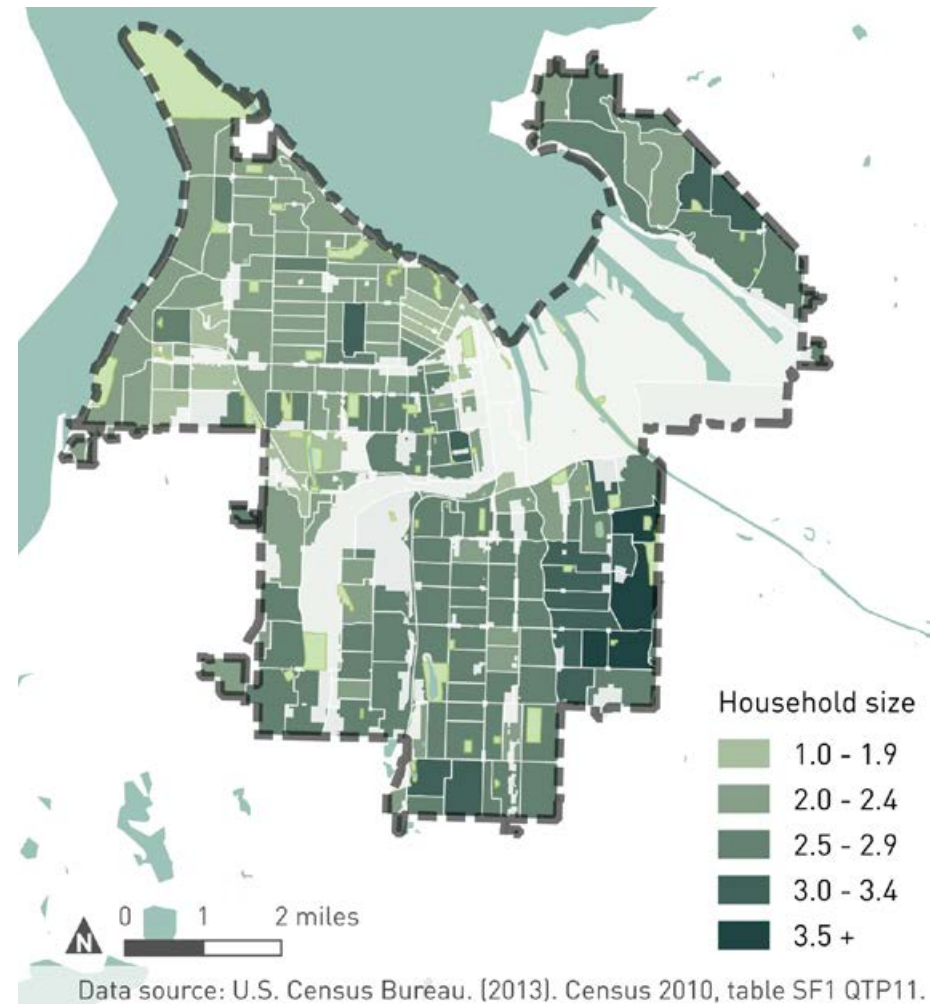 Household size
1.0 - 1.9
2.0 - 2.4
2.5 - 2.9
3.0 - 3.4
3.5 +
0 1 2 miles
N
Data source: U.S. Census Bureau. (2013). Census 2010, table SF1 QTP11.